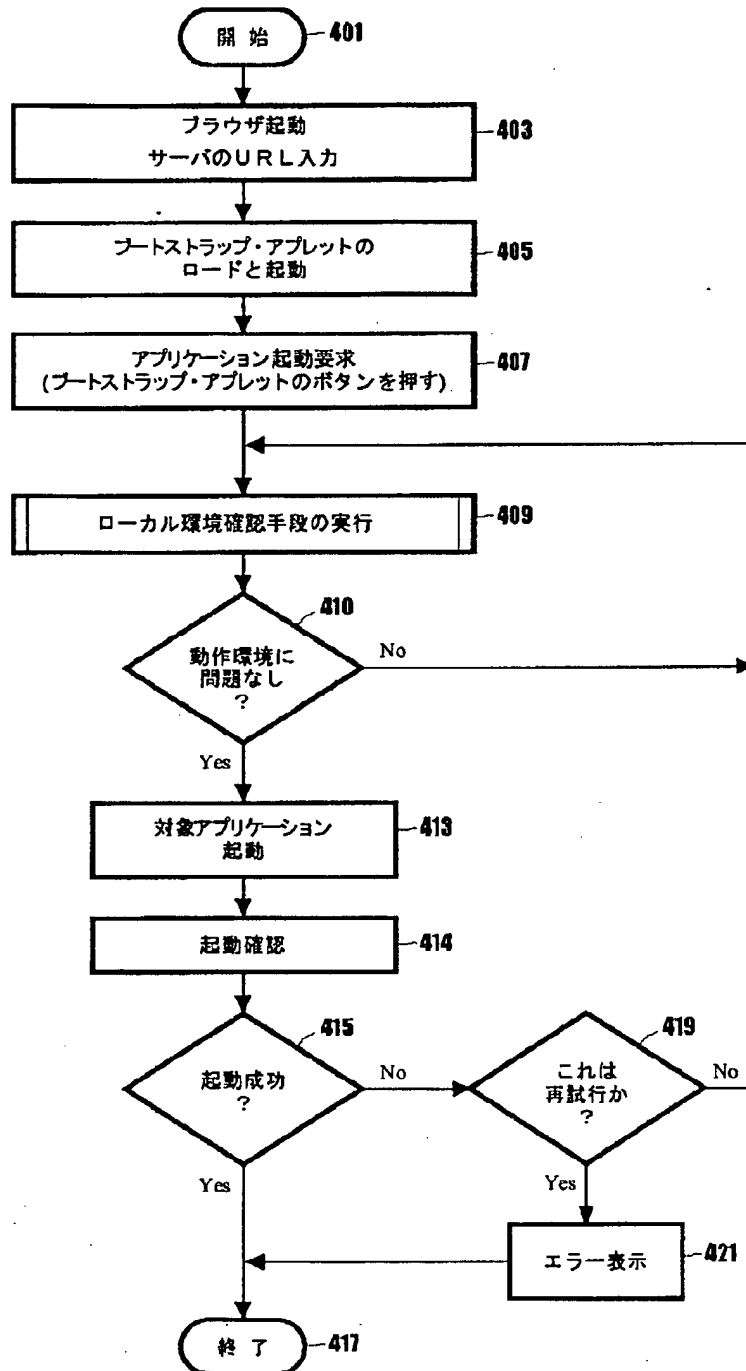 開 始
401
ブラウザ起動
サーバのURL入力
403
ブートストラップ・アプレットの
ロードと起動
405
アプリケーション起動要求
(ブートストラップ・アプレットのボタンを押す)
407
ローカル環境確認手段の実行
409
410
動作環境に
問題なし
?
No
Yes
対象アプリケーション
起動
413
起動確認
414
415
起動成功
?
No
Yes
419
これは
再試行か
?
No
Yes
エラー表示
421
終 了
417